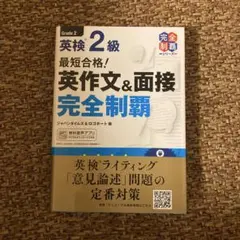 Grade 2
英検2級
完全
制覇
最短合格!
英作文&面接
完全制覇
ジャパンタイムズ&ロゴポート 編
英検ライティング
「意見論述」問題の
定番対策